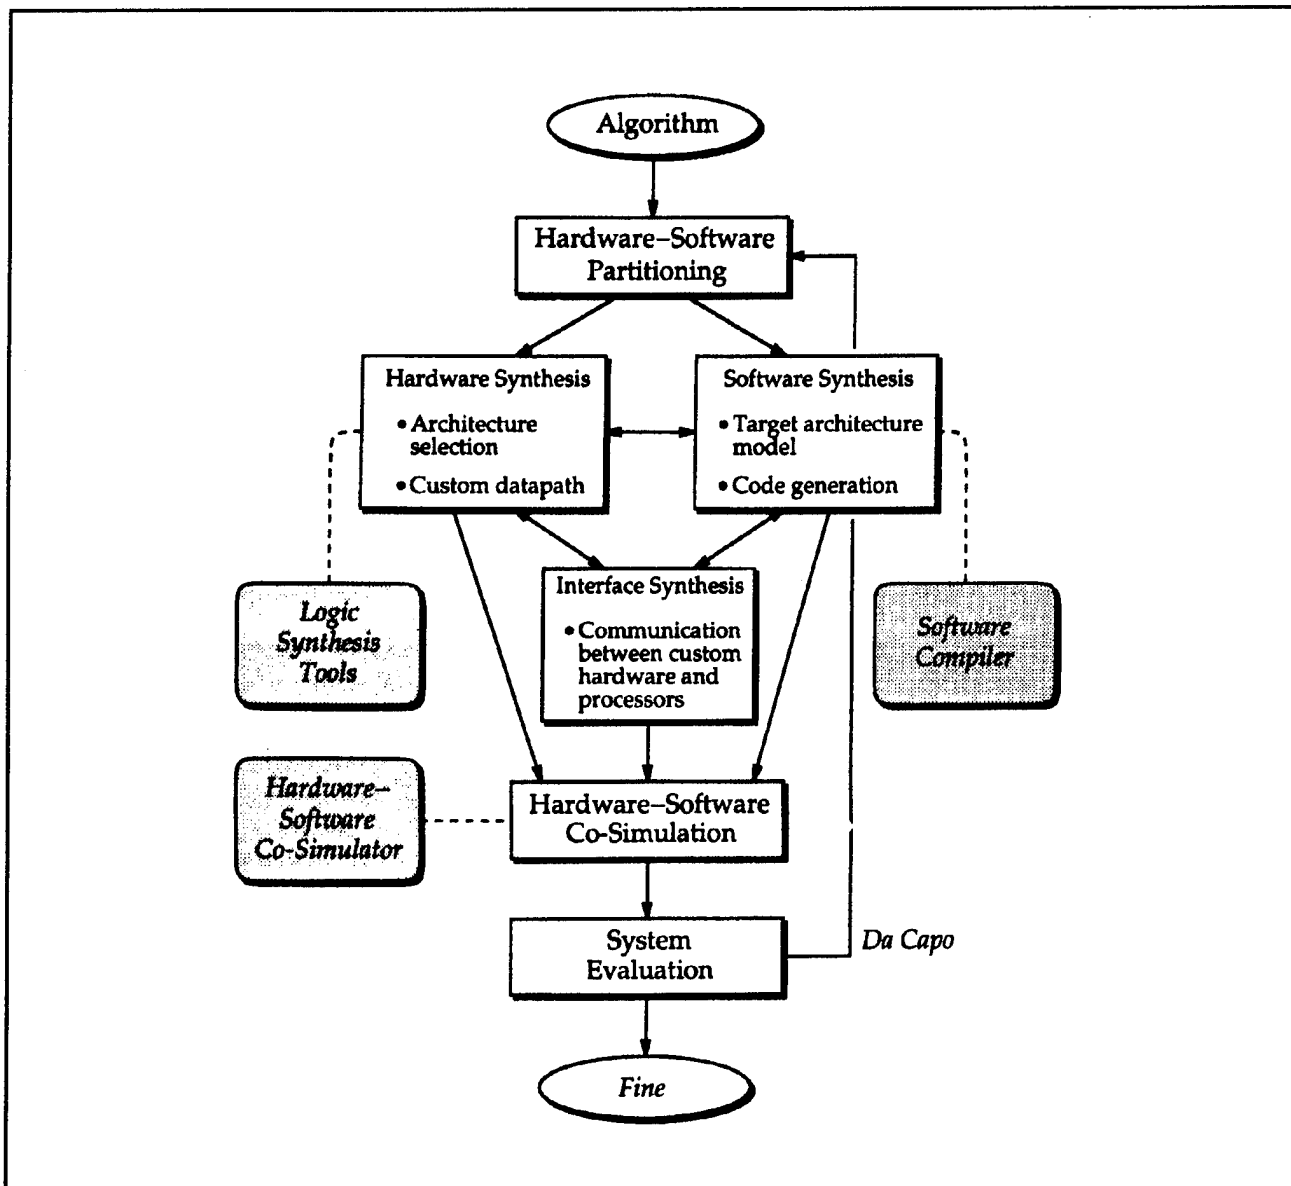 Algorithm
Hardware–Software
Partitioning
Hardware Synthesis
• Architecture
selection
• Custom datapath
Software Synthesis
• Target architecture
model
• Code generation
Interface Synthesis
• Communication
between custom
hardware and
processors
Logic
Synthesis
Tools
Software
Compiler
Hardware–
Software
Co-Simulator
Hardware–Software
Co-Simulation
System
Evaluation
Da Capo
Fine